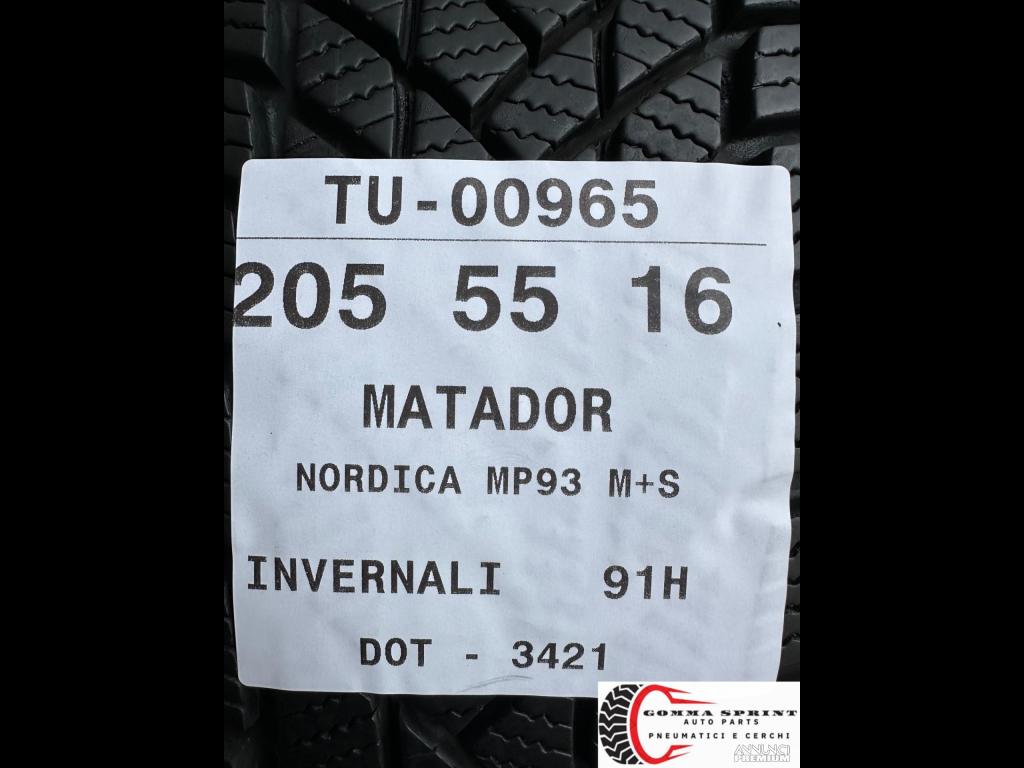 TU-00965
205 55 16
MATADOR
NORDICA MP93 M+S
INVERNALI 91H
DOT - 3421
GOMMA SPRINT
AUTO PARTS
PNEUMATICI E CERCHI
ANNUNCI
PREMIUM